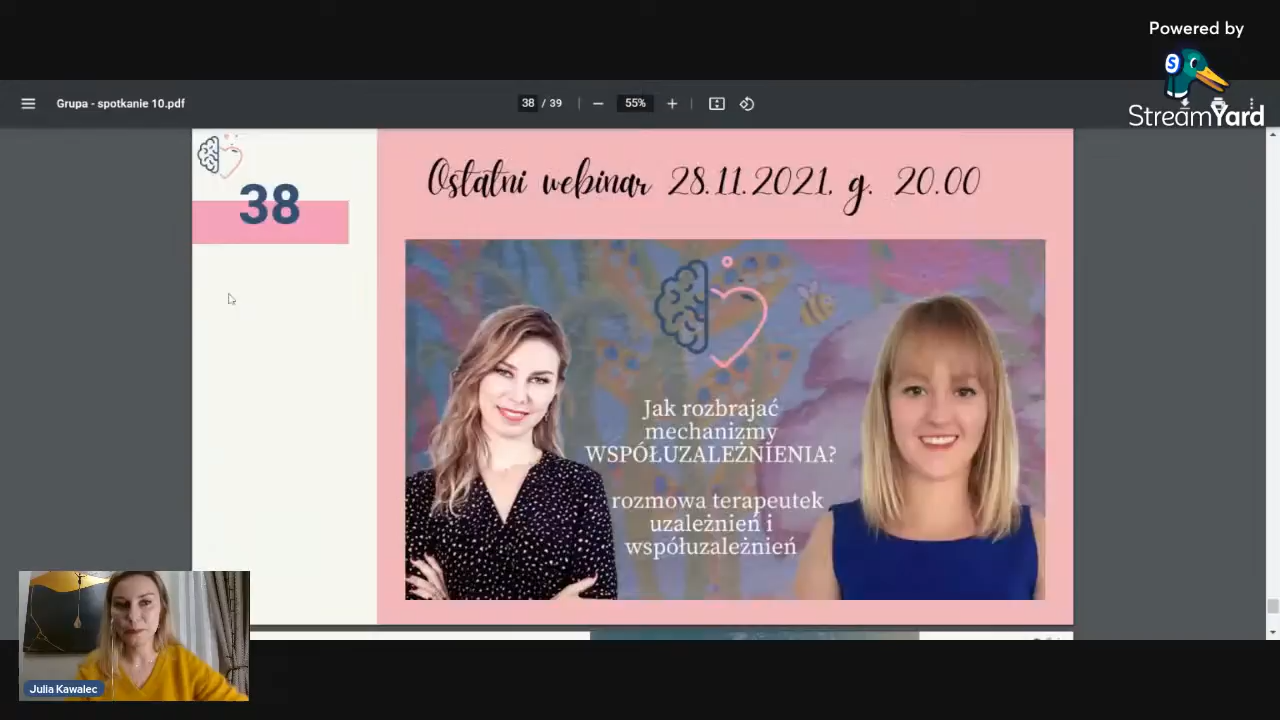 Powered by
StreamYard
Grupa - spotkanie 10.pdf
38 / 39
55%
38
Ostatni webinar 28.11.2021, g. 20.00
Jak rozbrajać
mechanizmy
WSPÓŁUZALEŻNIENIA?
rozmowa terapeutek
uzależnień i
współuzależnień
Julia Kawalec